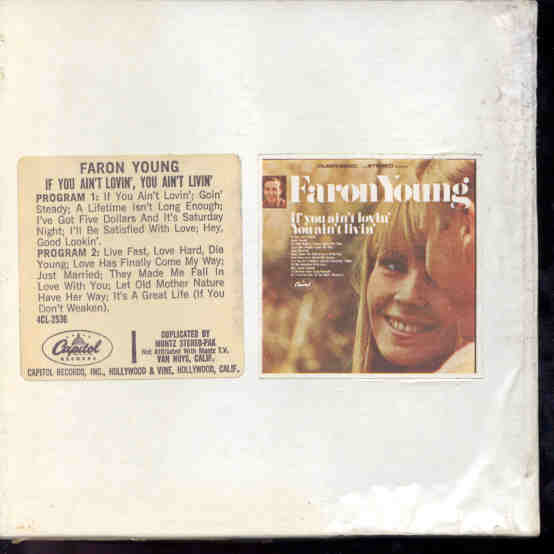 FARON YOUNG
IF YOU AIN'T LOVIN', YOU AIN'T LIVIN'
PROGRAM 1: If You Ain't Lovin'; Goin'
Steady; A Lifetime Isn't Long Enough;
I've Got Five Dollars And It's Saturday
Night; I'll Be Satisfied With Love; Hey,
Good Lookin'.
PROGRAM 2: Live Fast, Love Hard, Die
Young; Love Has Finally Come My Way;
Just Married; They Made Me Fall In
Love With You; Let Old Mother Nature
Have Her Way; It's A Great Life (If You
Don't Weaken).
4CL-2536
Capitol
RECORDS
DUPLICATED BY
MUNTZ STEREO-PAK
Not Affiliated With Muntz T.V.
VAN NUYS, CALIF.
CAPITOL RECORDS, INC., HOLLYWOOD & VINE, HOLLYWOOD, CALIF.
STEREO
FaronYoung
if you ain't lovin'
You ain't livin'
Capitol